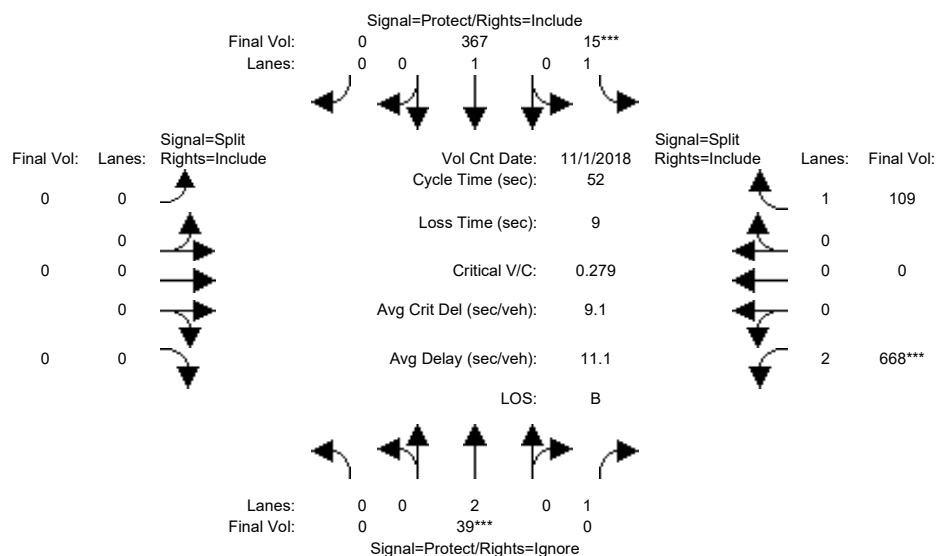 Signal=Protect/Rights=Include
Final Vol: 0 367 15***
Lanes: 0 0 1 0 1
Signal=Split Signal=Split
Final Vol: Lanes: Rights=Include Vol Cnt Date: 11/1/2018 Rights=Include Lanes: Final Vol:
Cycle Time (sec): 52
0 0 1 109
Loss Time (sec): 9
0 0
0 0 Critical V/C: 0.279 0 0
0 Avg Crit Del (sec/veh): 9.1 0
0 0 Avg Delay (sec/veh): 11.1 2 668***
LOS: B
Lanes: 0 0 2 0 1
Final Vol: 0 39*** 0
Signal=Protect/Rights=Ignore